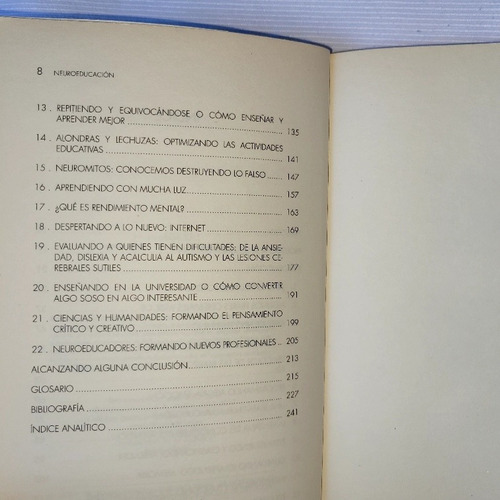 8 NEUROEDUCACIÓN
13. REPITIENDO Y EQUIVOCÁNDOSE O CÓMO ENSEÑAR Y
APRENDER MEJOR 135
14. ALONDRAS Y LECHUZAS: OPTIMIZANDO LAS ACTIVIDADES
EDUCATIVAS 141
15. NEUROMITOS: CONOCEMOS DESTRUYENDO LO FALSO 147
16. APRENDIENDO CON MUCHA LUZ 157
17. ¿QUÉ ES RENDIMIENTO MENTAL? 163
18. DESPERTANDO A LO NUEVO: INTERNET 169
19. EVALUANDO A QUIENES TIENEN DIFICULTADES: DE LA ANSIE-
DAD, DISLEXIA Y ACALCULIA AL AUTISMO Y LAS LESIONES CE-
REBRALES SUTILES 177
20. ENSEÑANDO EN LA UNIVERSIDAD O CÓMO CONVERTIR
ALGO SOSO EN ALGO INTERESANTE 191
21. CIENCIAS Y HUMANIDADES: FORMANDO EL PENSAMIENTO
CRÍTICO Y CREATIVO 199
22. NEUROEDUCADORES: FORMANDO NUEVOS PROFESIONALES 205
ALCANZANDO ALGUNA CONCLUSIÓN 213
GLOSARIO 215
BIBLIOGRAFÍA 227
ÍNDICE ANALÍTICO 241